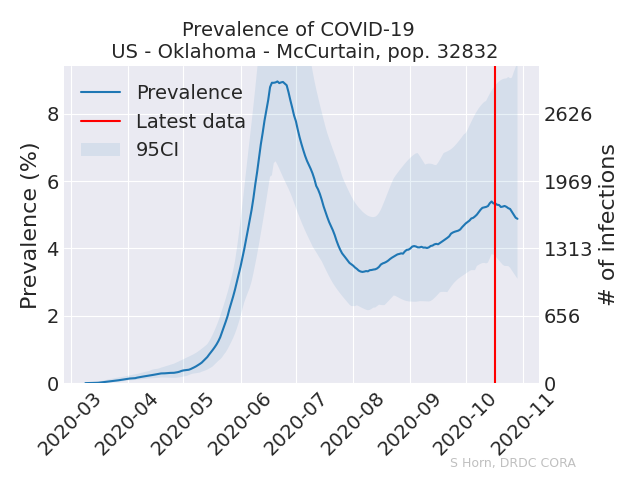 Prevalence of COVID-19
US - Oklahoma - McCurtain, pop. 32832
Prevalence
Latest data
95CI
Prevalence (%)
8
6
4
2
0
2626
1969
1313
656
0
# of infections
2020-03
2020-04
2020-05
2020-06
2020-07
2020-08
2020-09
2020-10
2020-11
S Horn, DRDC CORA